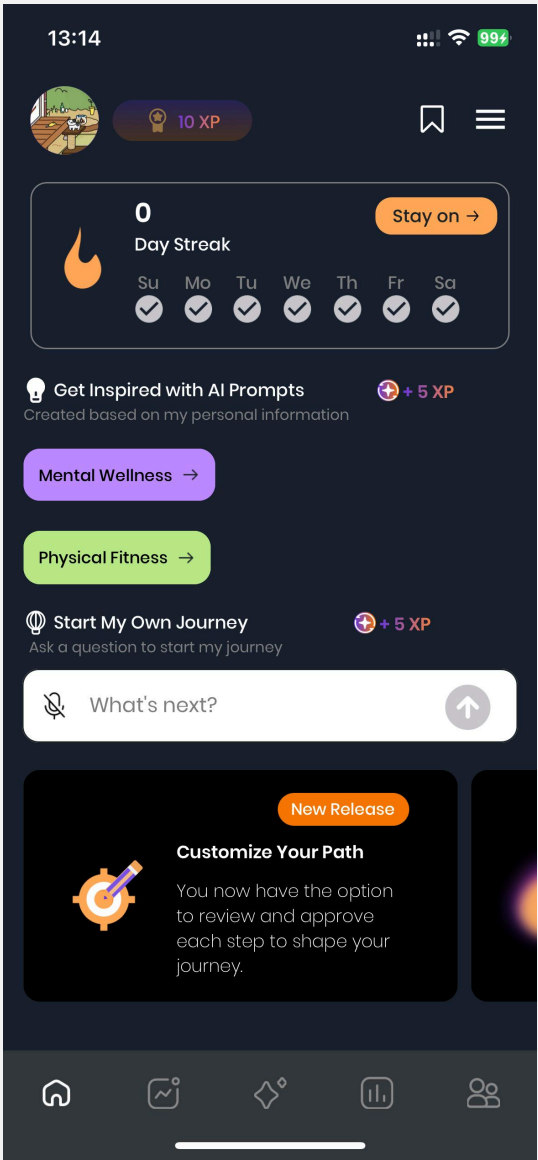 13:14
99
10 XP
0
Stay on →
Day Streak
Su Mo Tu We Th Fr Sa
Get Inspired with AI Prompts + 5 XP
Created based on my personal information
Mental Wellness →
Physical Fitness →
Start My Own Journey + 5 XP
Ask a question to start my journey
What's next?
New Release
Customize Your Path
You now have the option
to review and approve
each step to shape your
journey.